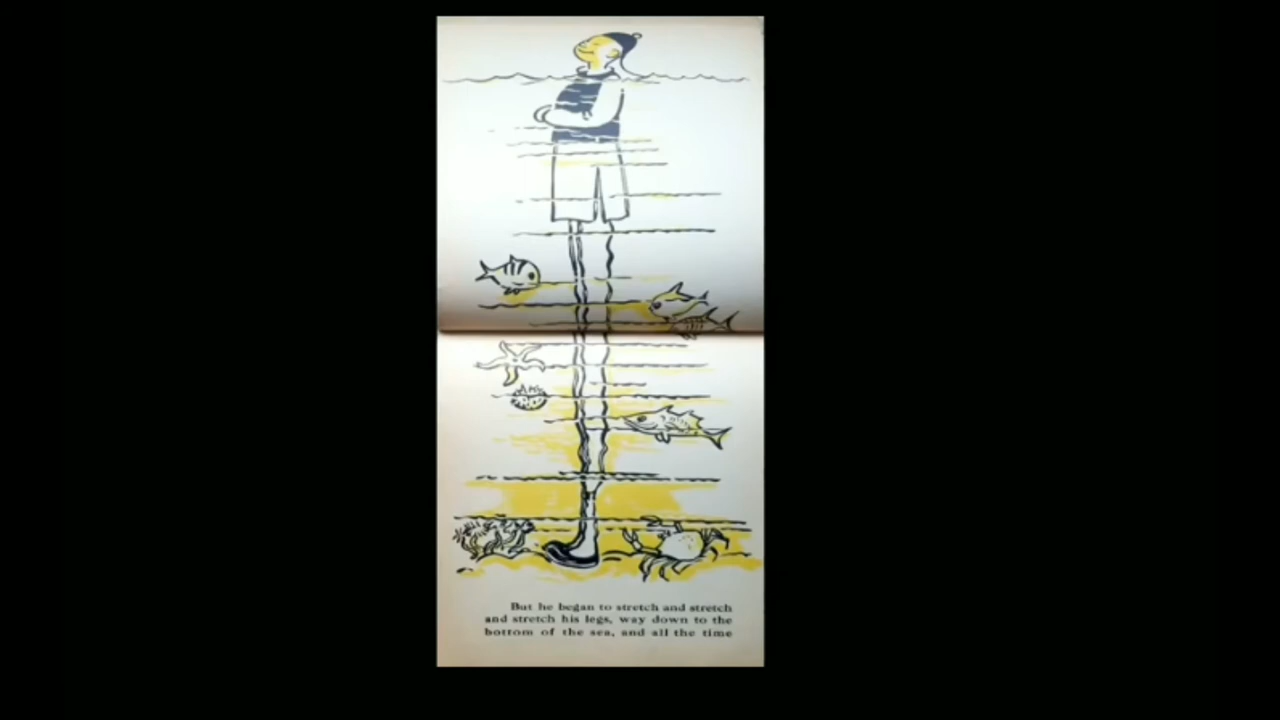 But he began to stretch and stretch
and stretch his legs, way down to the
bottom of the sea, and all the time